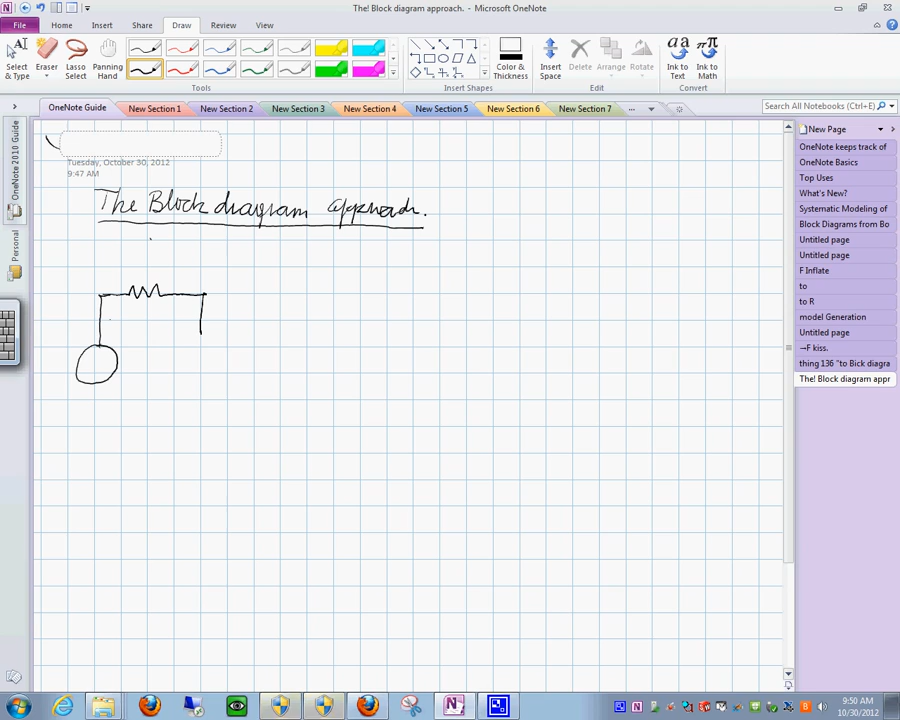 The! Block diagram approach. - Microsoft OneNote
File
Home
Insert
Share
Draw
Review
View
Select & Type
Eraser
Lasso Select
Panning Hand
Tools
Insert Shapes
Color & Thickness
Insert Space
Delete
Arrange
Rotate
Edit
Ink to Text
Ink to Math
Convert
OneNote Guide
New Section 1
New Section 2
New Section 3
New Section 4
New Section 5
New Section 6
New Section 7
...
Search All Notebooks (Ctrl+E)
OneNote 2010 Guide
Personal
Tuesday, October 30, 2012
9:47 AM
The Block diagram approach.
New Page
OneNote keeps track of
OneNote Basics
Top Uses
What's New?
Systematic Modeling of
Block Diagrams from Bo
Untitled page
Untitled page
F Inflate
to
to R
model Generation
Untitled page
→F kiss.
thing 136 "to Bick diagra
The! Block diagram appr
9:50 AM
10/30/2012